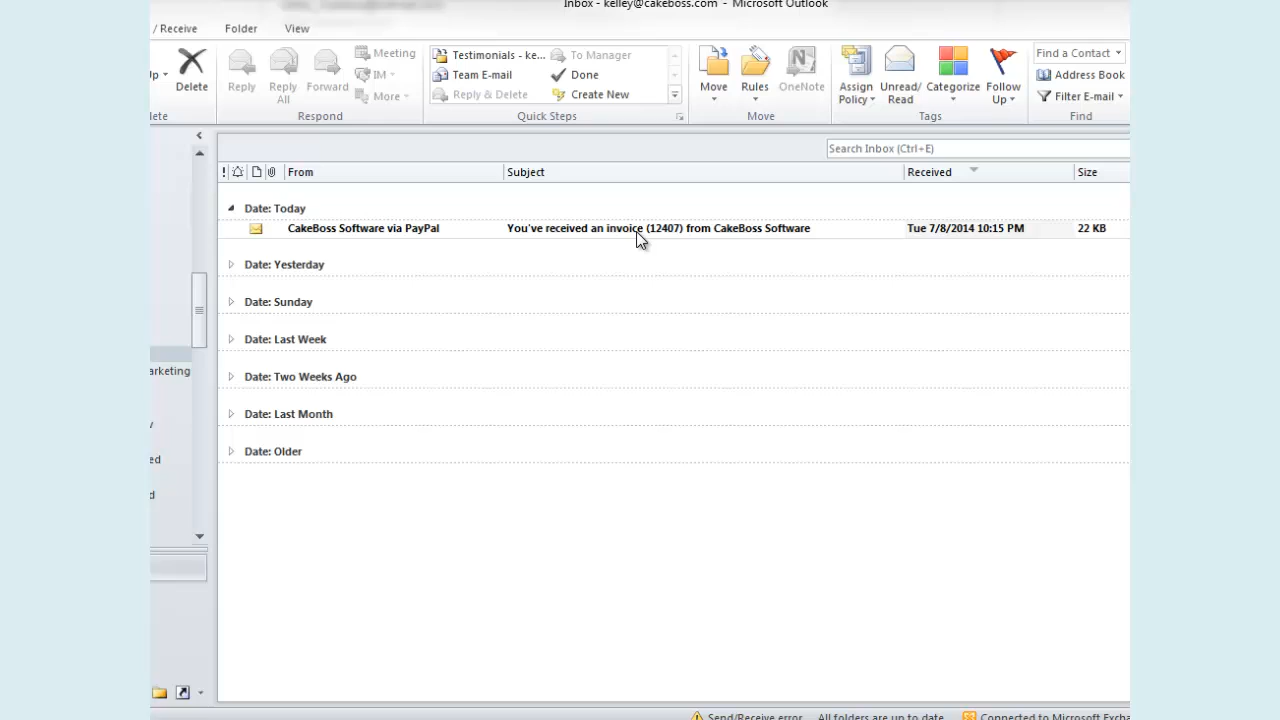 Inbox - kelley@cakeboss.com - Microsoft Outlook
/ Receive Folder View
Delete Reply Reply All Forward Meeting IM More
Testimonials - ke... To Manager
Team E-mail Done
Reply & Delete Create New
Move Rules OneNote
Assign Policy Unread/ Read Categorize Follow Up
Find a Contact
Address Book
Filter E-mail
lete Respond Quick Steps Move Tags Find
Search Inbox (Ctrl+E)
! From Subject Received Size
Date: Today
CakeBoss Software via PayPal You've received an invoice (12407) from CakeBoss Software Tue 7/8/2014 10:15 PM 22 KB
Date: Yesterday
Date: Sunday
Date: Last Week
arketing
Date: Two Weeks Ago
Date: Last Month
Date: Older
ed
d
Send/Receive error All folders are up to date. Connected to Microsoft Excha